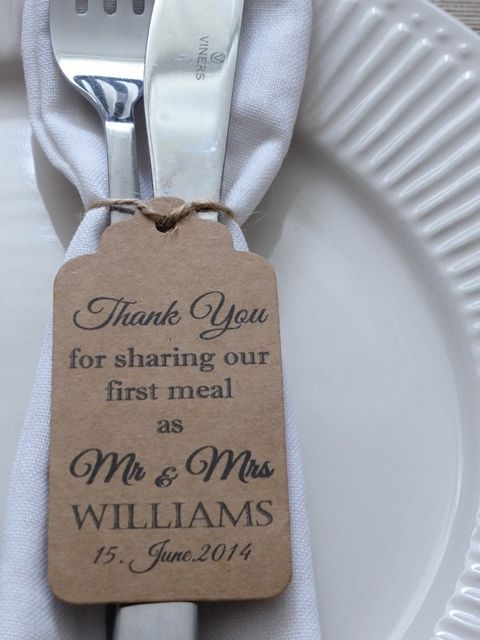 VINERS
Thank You
for sharing our
first meal
as
Mr & Mrs
WILLIAMS
15. June.2014